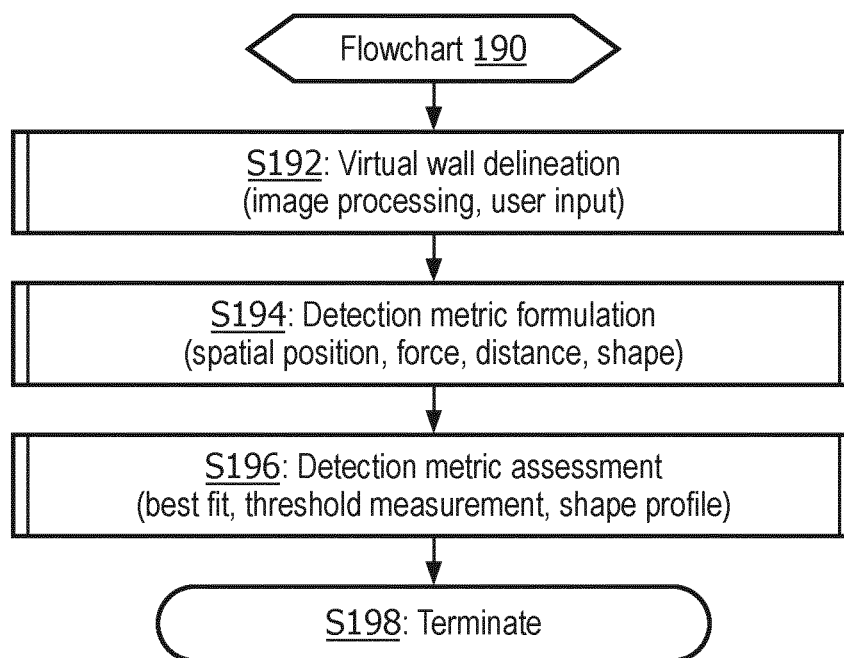 Flowchart 190
S192: Virtual wall delineation
(image processing, user input)
S194: Detection metric formulation
(spatial position, force, distance, shape)
S196: Detection metric assessment
(best fit, threshold measurement, shape profile)
S198: Terminate